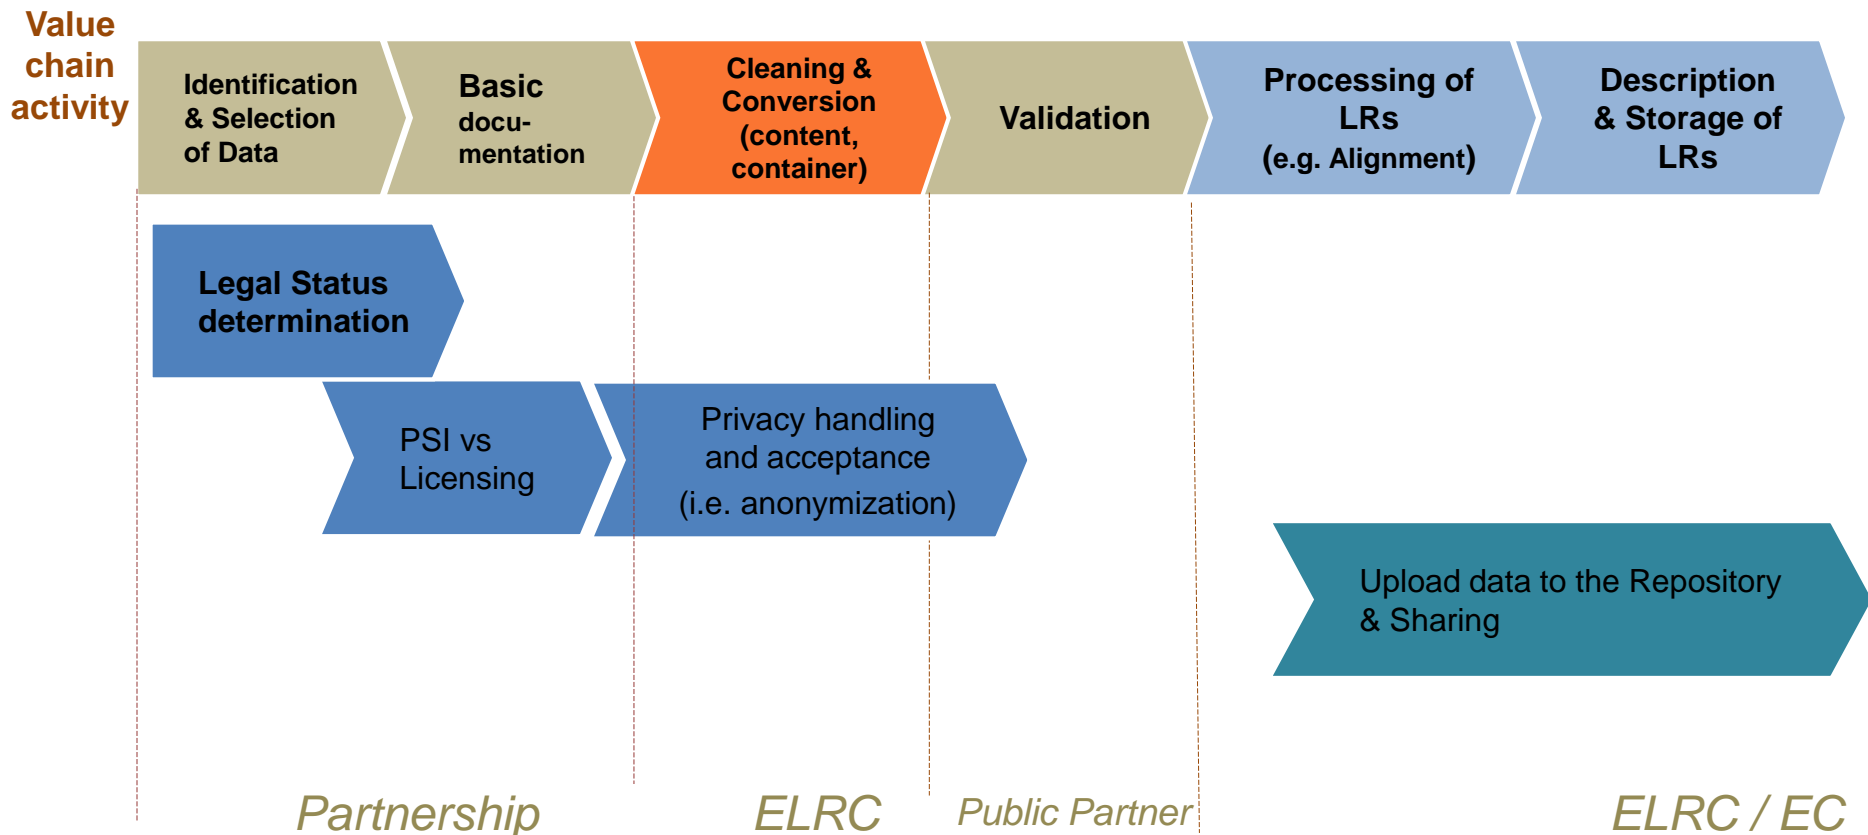 Value
chain
activity
Identification
& Selection
of Data
Basic
docu-
mentation
Cleaning &
Conversion
(content,
container)
Validation
Processing of
LRs
(e.g. Alignment)
Description
& Storage of
LRs
Legal Status
determination
PSI vs
Licensing
Privacy handling
and acceptance
(i.e. anonymization)
Upload data to the Repository
& Sharing
Partnership
ELRC
Public Partner
ELRC / EC